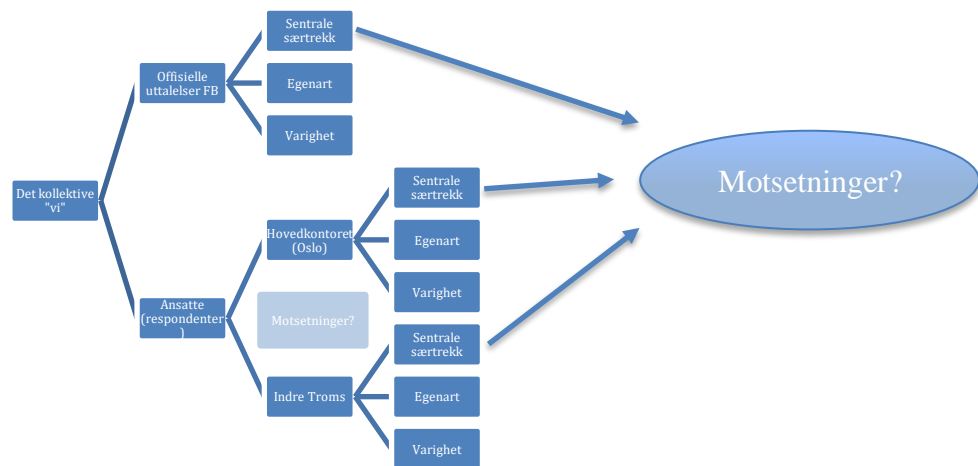 Sentrale
særtrekk
Offisielle
uttalelser FB
Egenart
Varighet
Det kollektive
"vi"
Sentrale
særtrekk
Hovedkontoret
(Oslo)
Egenart
Varighet
Ansatte
(respondenter
)
Motsetninger?
Sentrale
særtrekk
Indre Troms
Egenart
Varighet
Motsetninger?